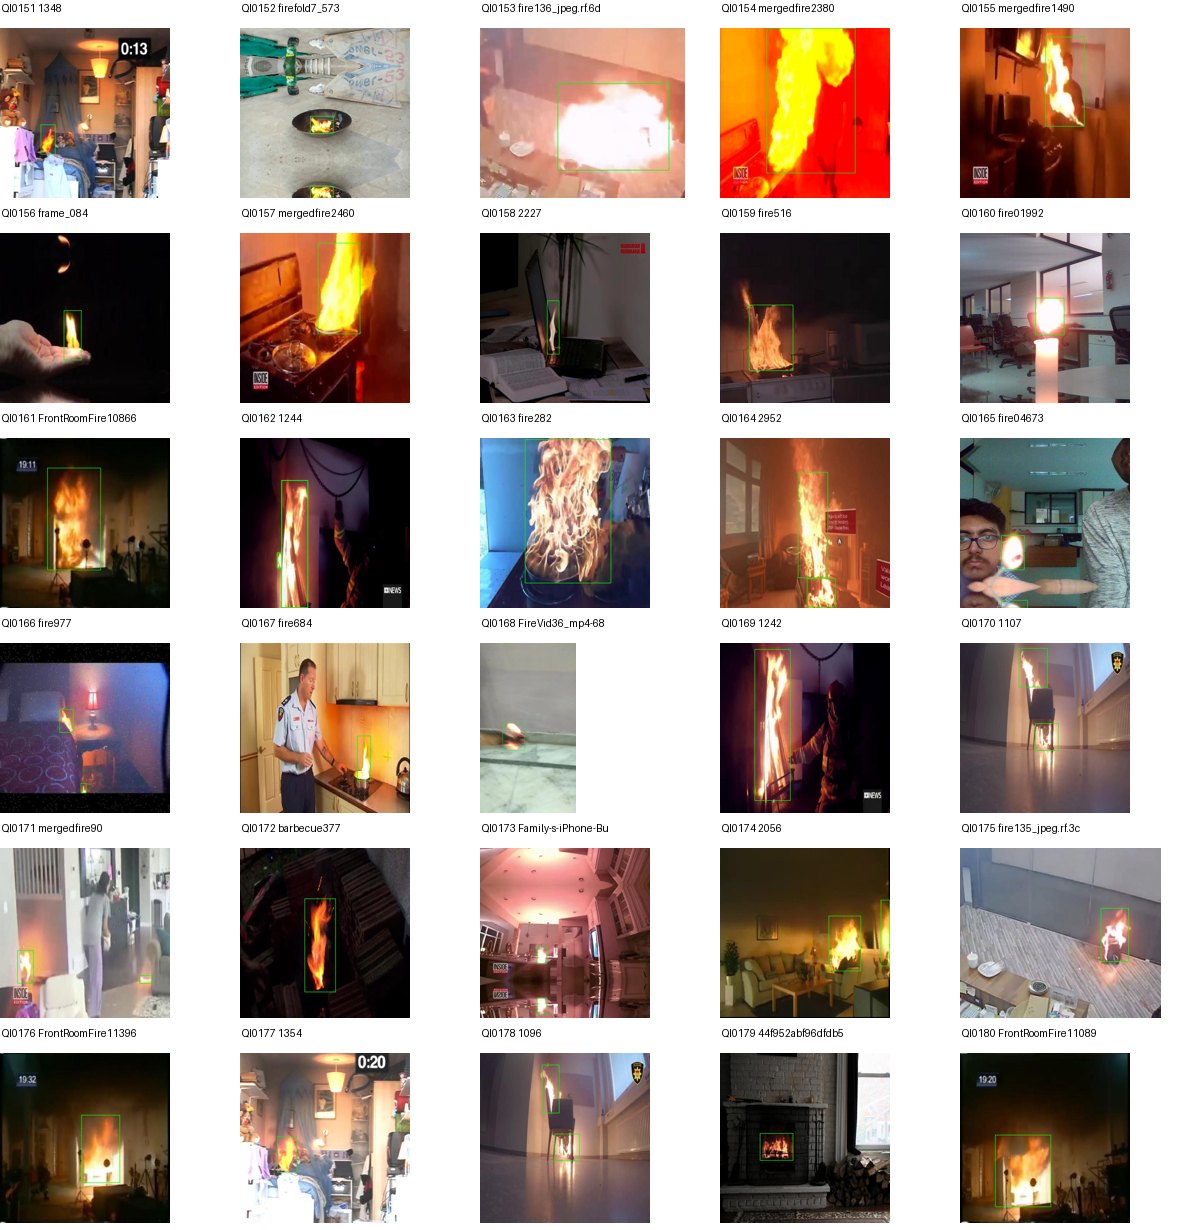 QI0151 1348
QI0152 firefold7_573
QI0153 fire136_jpeg.rf.6d
QI0154 mergedfire2380
QI0155 mergedfire1490
0:13
INSIDE EDITION
INSIDE EDITION
QI0156 frame_084
QI0157 mergedfire2460
QI0158 2227
QI0159 fire516
QI0160 fire01992
INSIDE EDITION
QI0161 FrontRoomFire10866
QI0162 1244
QI0163 fire282
QI0164 2952
QI0165 fire04673
19:11
NEWS
QI0166 fire977
QI0167 fire684
QI0168 FireVid36_mp4-68
QI0169 1242
QI0170 1107
NEWS
QI0171 mergedfire90
QI0172 barbecue377
QI0173 Family-s-iPhone-Bu
QI0174 2056
QI0175 fire135_jpeg.rf.3c
INSIDE EDITION
INSIDE
INSIDE
QI0176 FrontRoomFire11396
QI0177 1354
QI0178 1096
QI0179 44f952abf96dfdb5
QI0180 FrontRoomFire11089
19:32
0:20
19:20